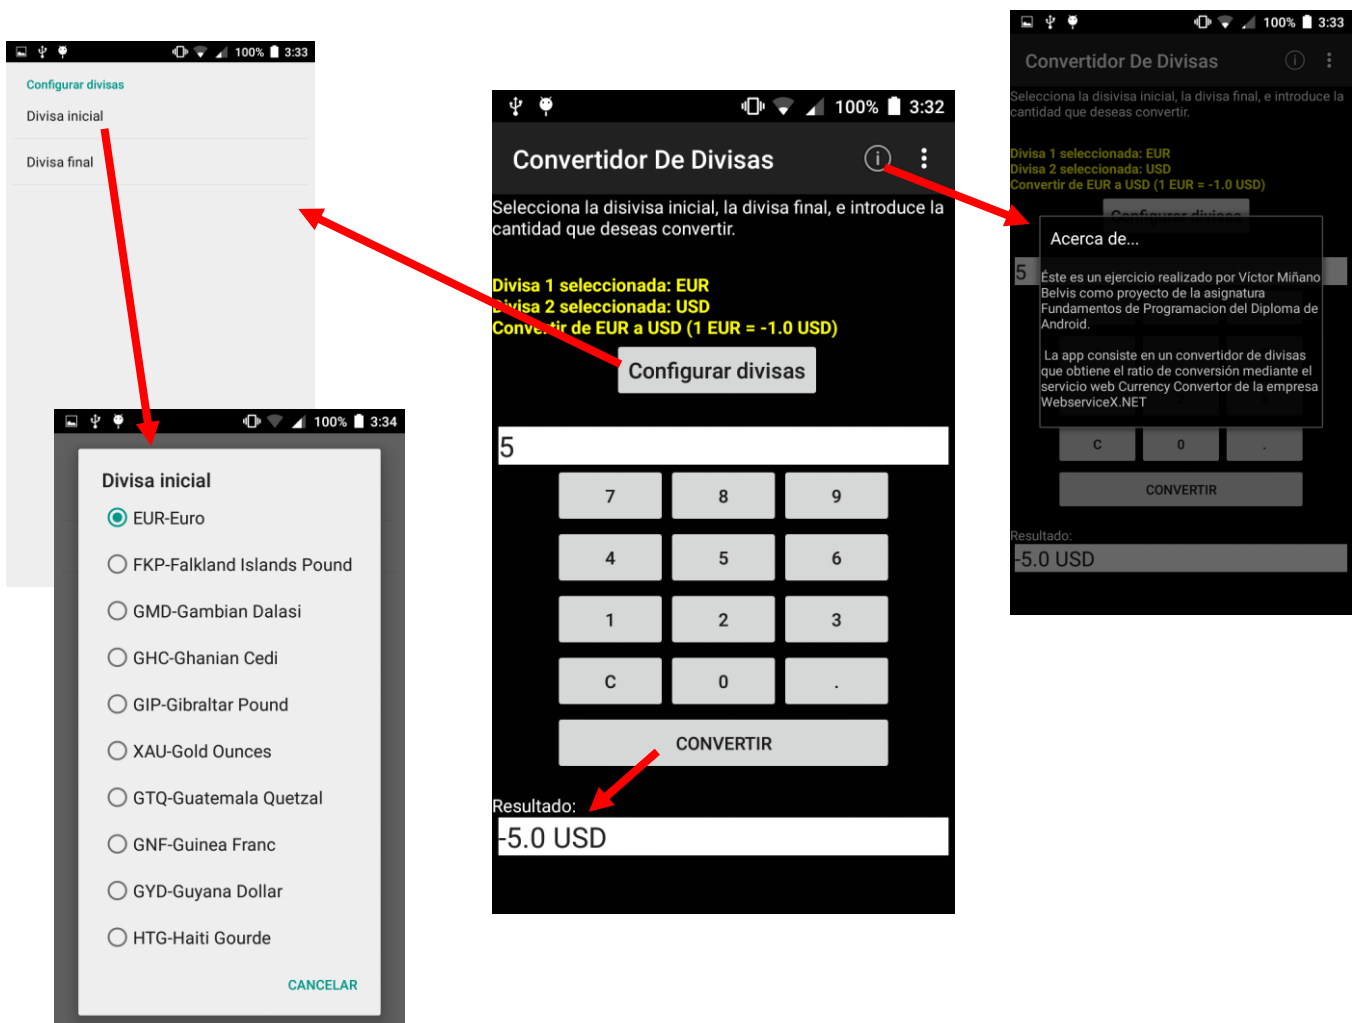 100% 3:33
Configurar divisas
Divisa inicial
Divisa final
100% 3:34
Divisa inicial
EUR-Euro
FKP-Falkland Islands Pound
GMD-Gambian Dalasi
GHC-Ghanian Cedi
GIP-Gibraltar Pound
XAU-Gold Ounces
GTQ-Guatemala Quetzal
GNF-Guinea Franc
GYD-Guyana Dollar
HTG-Haiti Gourde
CANCELAR
100% 3:32
Convertidor De Divisas
Selecciona la disivisa inicial, la divisa final, e introduce la
cantidad que deseas convertir.
Divisa 1 seleccionada: EUR
Divisa 2 seleccionada: USD
Convertir de EUR a USD (1 EUR = -1.0 USD)
Configurar divisas
5
7 8 9
4 5 6
1 2 3
C 0 .
CONVERTIR
Resultado:
-5.0 USD
100% 3:33
Convertidor De Divisas
Selecciona la disivisa inicial, la divisa final, e introduce la
cantidad que deseas convertir.
Divisa 1 seleccionada: EUR
Divisa 2 seleccionada: USD
Convertir de EUR a USD (1 EUR = -1.0 USD)
Configurar divisas
Acerca de...
5
Éste es un ejercicio realizado por Víctor Miñano
Belvis como proyecto de la asignatura
Fundamentos de Programacion del Diploma de
Android.
La app consiste en un convertidor de divisas
que obtiene el ratio de conversión mediante el
servicio web Currency Convertor de la empresa
WebserviceX.NET
C 0 .
CONVERTIR
Resultado:
-5.0 USD